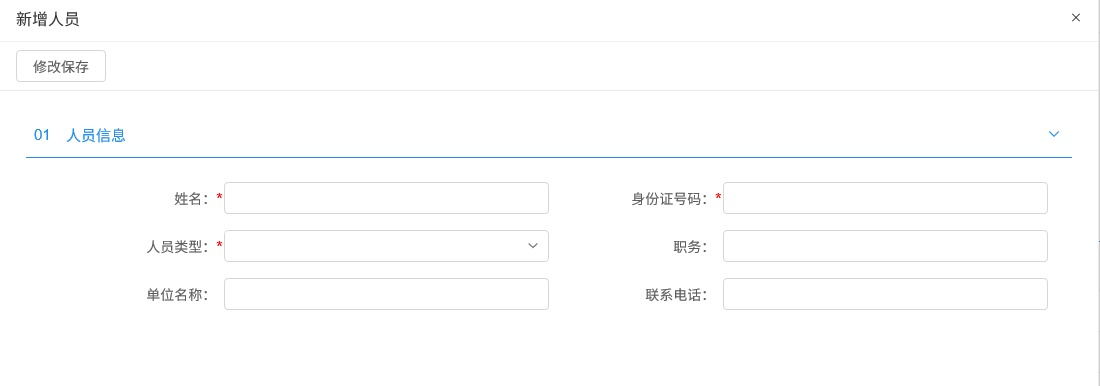 新增人员 ×
修改保存
01 人员信息
姓名: * 身份证号码: *
人员类型: * 职务:
单位名称: 联系电话: